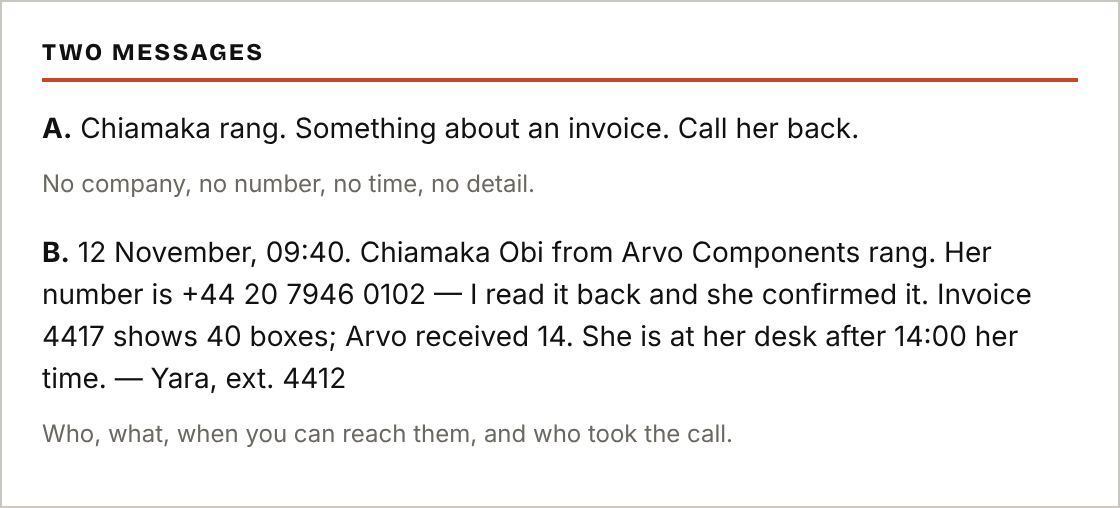 TWO MESSAGES
A. Chiamaka rang. Something about an invoice. Call her back.
No company, no number, no time, no detail.
B. 12 November, 09:40. Chiamaka Obi from Arvo Components rang. Her
number is +44 20 7946 0102 — I read it back and she confirmed it. Invoice
4417 shows 40 boxes; Arvo received 14. She is at her desk after 14:00 her
time. — Yara, ext. 4412
Who, what, when you can reach them, and who took the call.